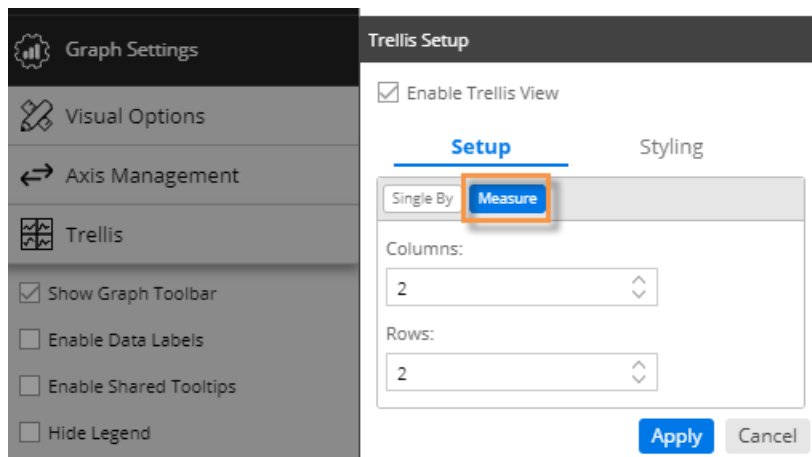 Graph Settings
Visual Options
Axis Management
Trellis
Show Graph Toolbar
Enable Data Labels
Enable Shared Tooltips
Hide Legend
Trellis Setup
Enable Trellis View
Setup Styling
Single By Measure
Columns:
2
Rows:
2
Apply Cancel